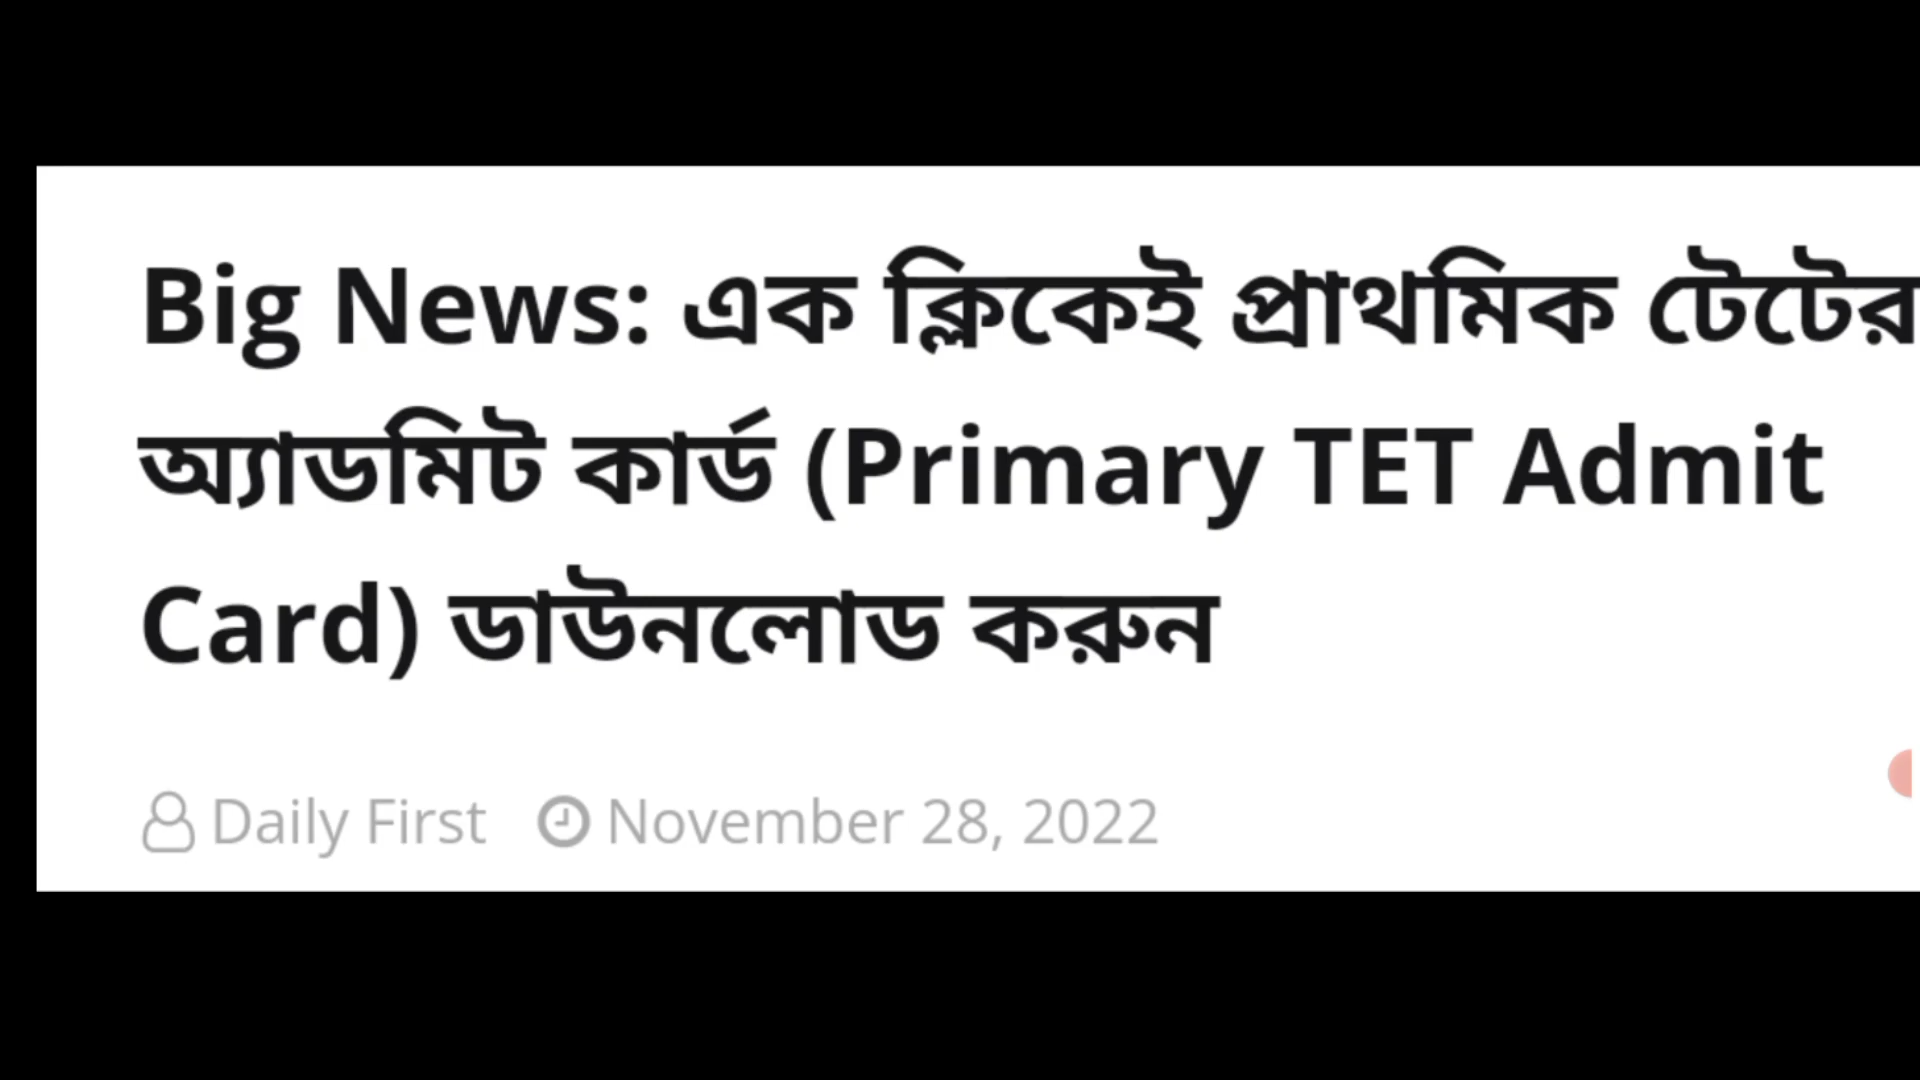 Big News: এক ক্লিকেই প্রাথমিক টেটের
অ্যাডমিট কার্ড (Primary TET Admit
Card) ডাউনলোড করুন
Daily First November 28, 2022